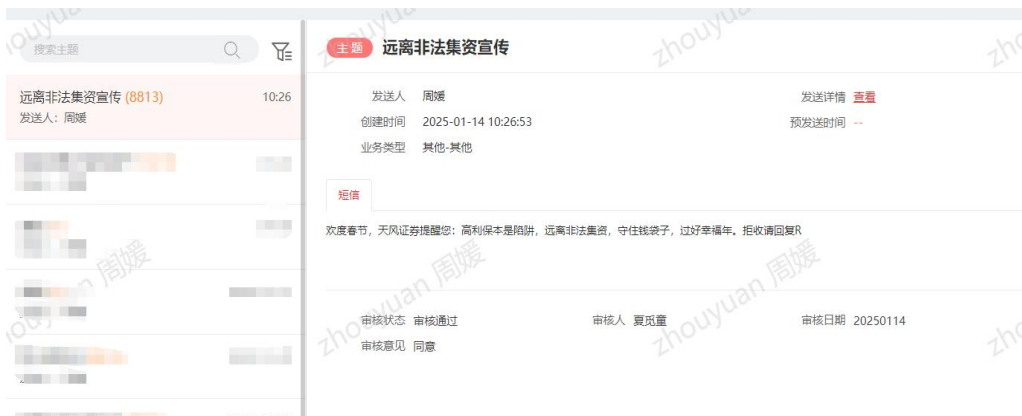 搜索主题
远离非法集资宣传 (8813) 10:26
发送人：周媛
主题 远离非法集资宣传
发送人 周媛 发送详情 查看
创建时间 2025-01-14 10:26:53 预发送时间 --
业务类型 其他-其他
短信
欢度春节，天风证券提醒您：高利保本是陷阱，远离非法集资，守住钱袋子，过好幸福年。拒收请回复R
审核状态 审核通过 审核人 夏觅童 审核日期 20250114
审核意见 同意
zhouyuan 周媛
zhouyuan 周媛